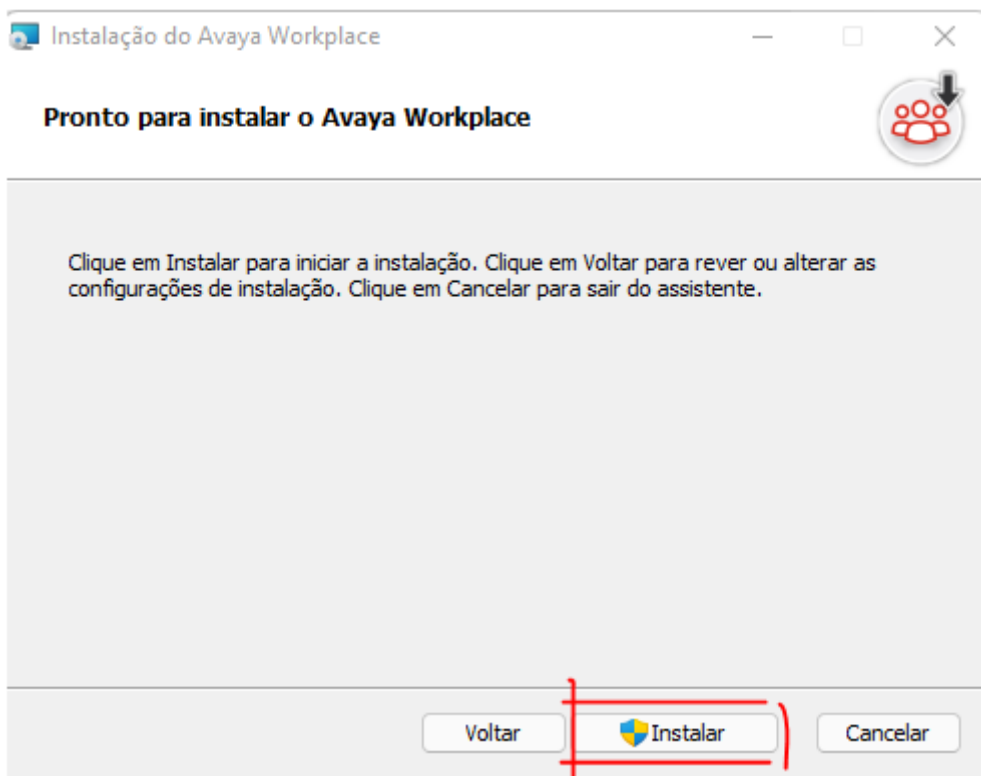 Instalação do Avaya Workplace
Pronto para instalar o Avaya Workplace
Clique em Instalar para iniciar a instalação. Clique em Voltar para rever ou alterar as
configurações de instalação. Clique em Cancelar para sair do assistente.
Voltar
Instalar
Cancelar